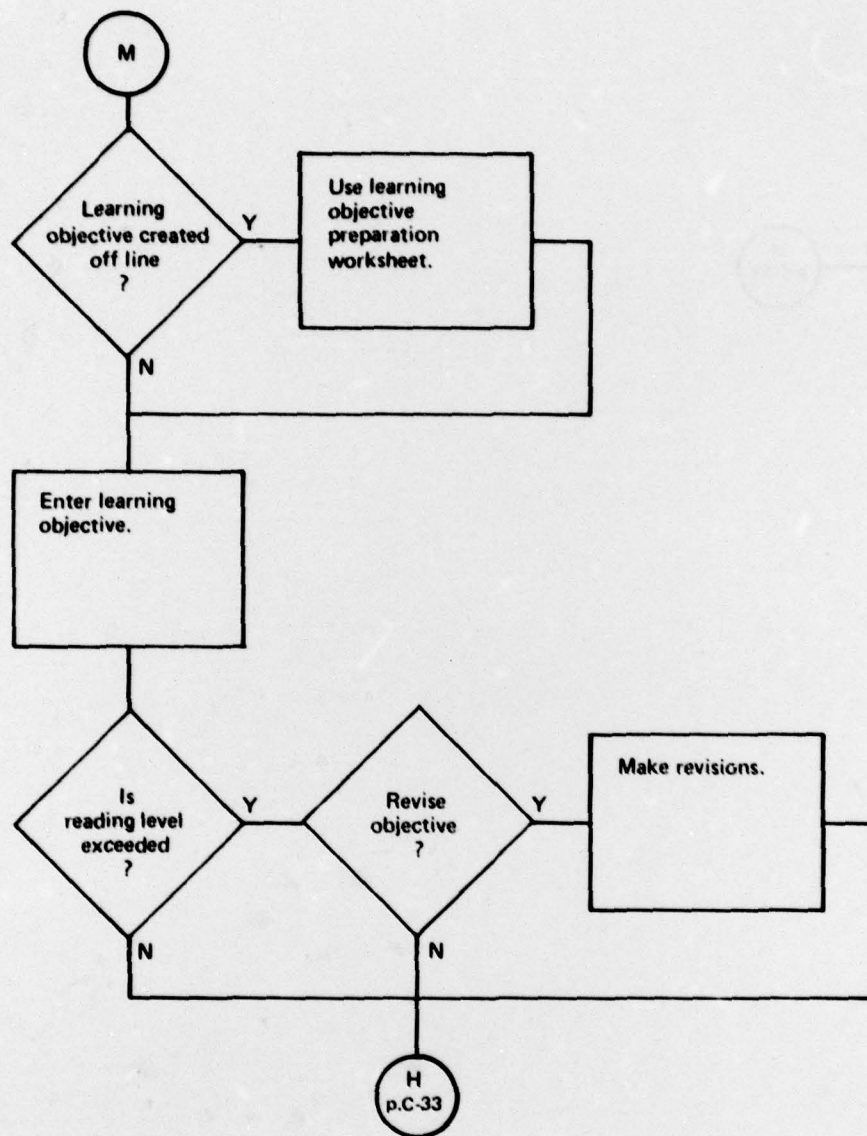 M
Learning
objective created
off line
?
Y
N
Use learning
objective
preparation
worksheet.
Enter learning
objective.
Is
reading level
exceeded
?
Y
N
Revise
objective
?
Y
N
Make revisions.
H
p.C-33